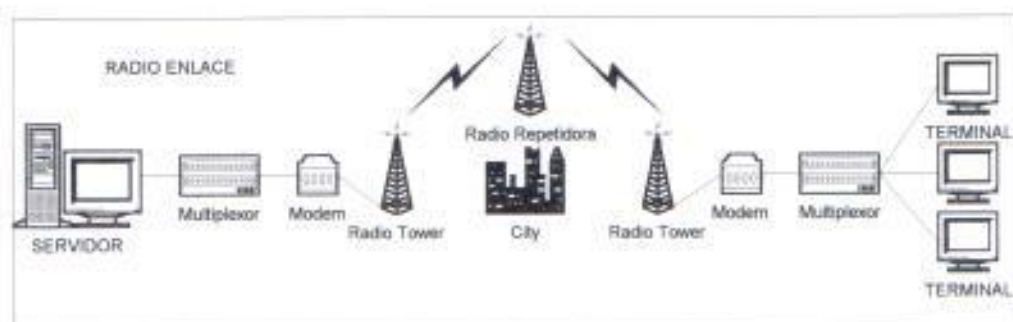 RADIO ENLACE
Radio Repetidora
TERMINAL
Multiplexor
Modem
Radio Tower
City
Radio Tower
Modem
Multiplexor
SERVIDOR
TERMINAL